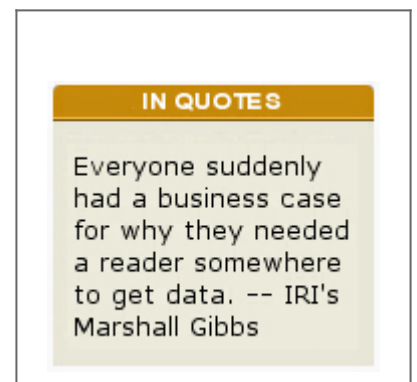 IN QUOTES
Everyone suddenly
had a business case
for why they needed
a reader somewhere
to get data. -- IRI's
Marshall Gibbs